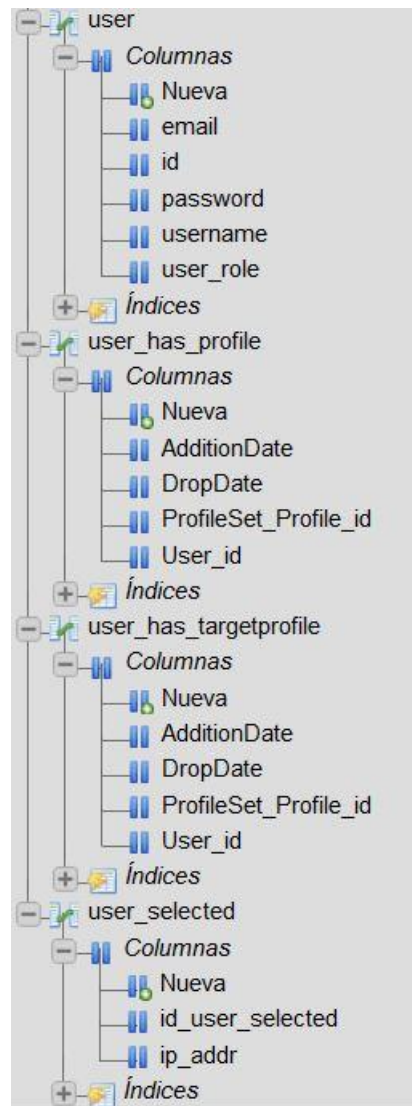 user
Columnas
Nueva
email
id
password
username
user_role
Índices
user_has_profile
Columnas
Nueva
AdditionDate
DropDate
ProfileSet_Profile_id
User_id
Índices
user_has_targetprofile
Columnas
Nueva
AdditionDate
DropDate
ProfileSet_Profile_id
User_id
Índices
user_selected
Columnas
Nueva
id_user_selected
ip_addr
Índices